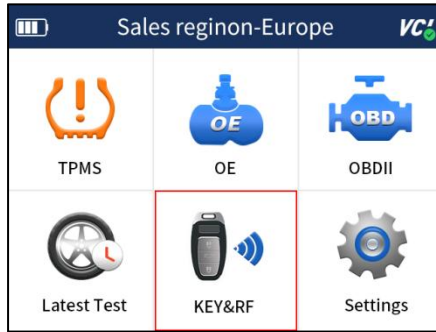 Sales reginon-Europe VCI
TPMS OE OBDII
OE OBD
Latest Test KEY&RF Settings